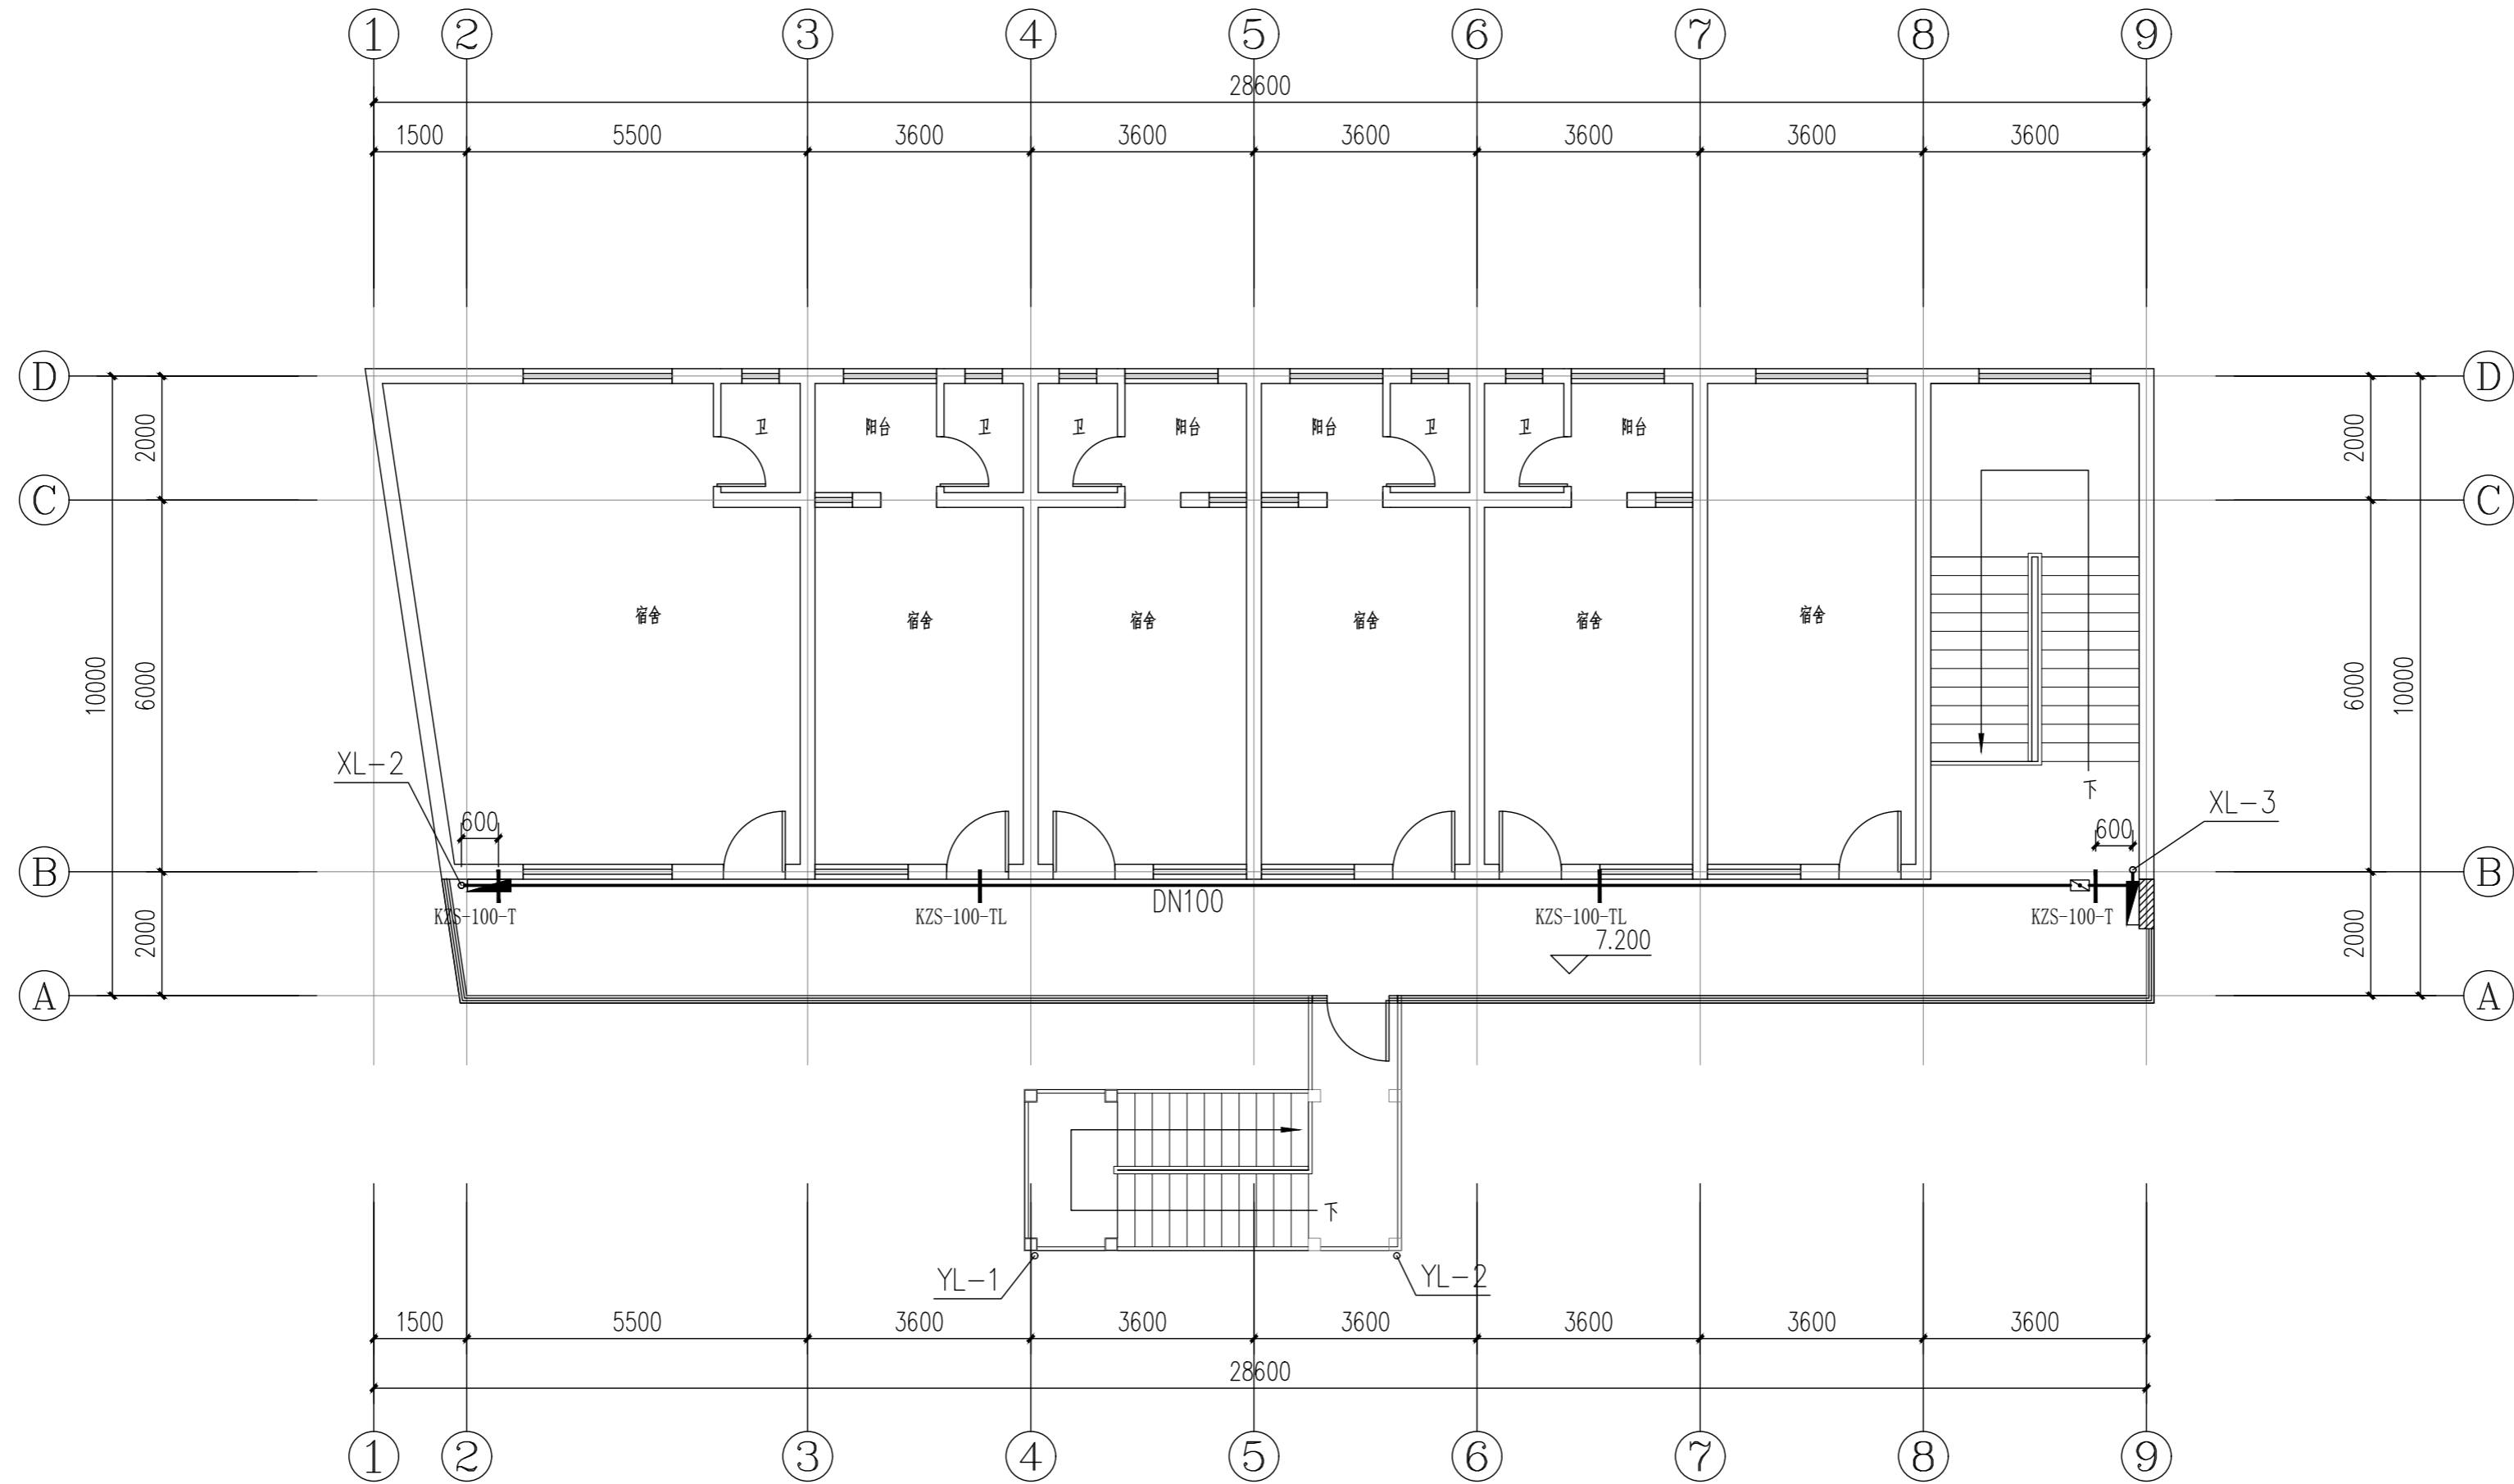 1 2 3 4 5 6 7 8 9
28600
1500 5500 3600 3600 3600 3600 3600 3600
D D
2000 2000
卫 阳台 卫 卫 阳台 阳台 卫 卫 阳台
C C
宿舍 宿舍 宿舍 宿舍 宿舍 宿舍
10000 6000 6000 10000
XL-2
下
XL-3
600 600
B B
KZS-100-T KZS-100-TL DN100 KZS-100-TL KZS-100-T
2000 7.200 2000
A A
下
YL-1 YL-2
1500 5500 3600 3600 3600 3600 3600 3600
28600
1 2 3 4 5 6 7 8 9